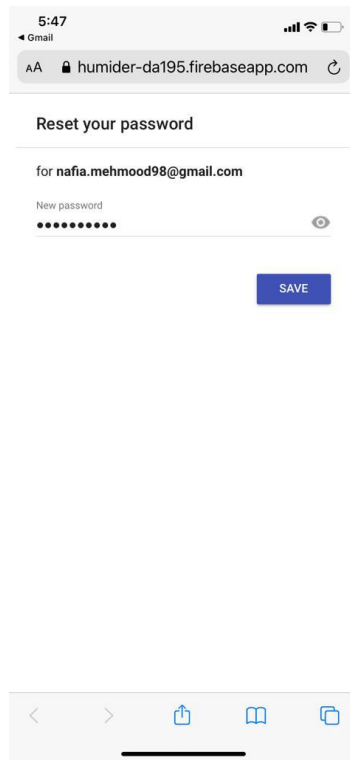 5:47
◀ Gmail
AA humider-da195.firebaseapp.com
Reset your password
for nafia.mehmood98@gmail.com
New password
••••••••••
SAVE